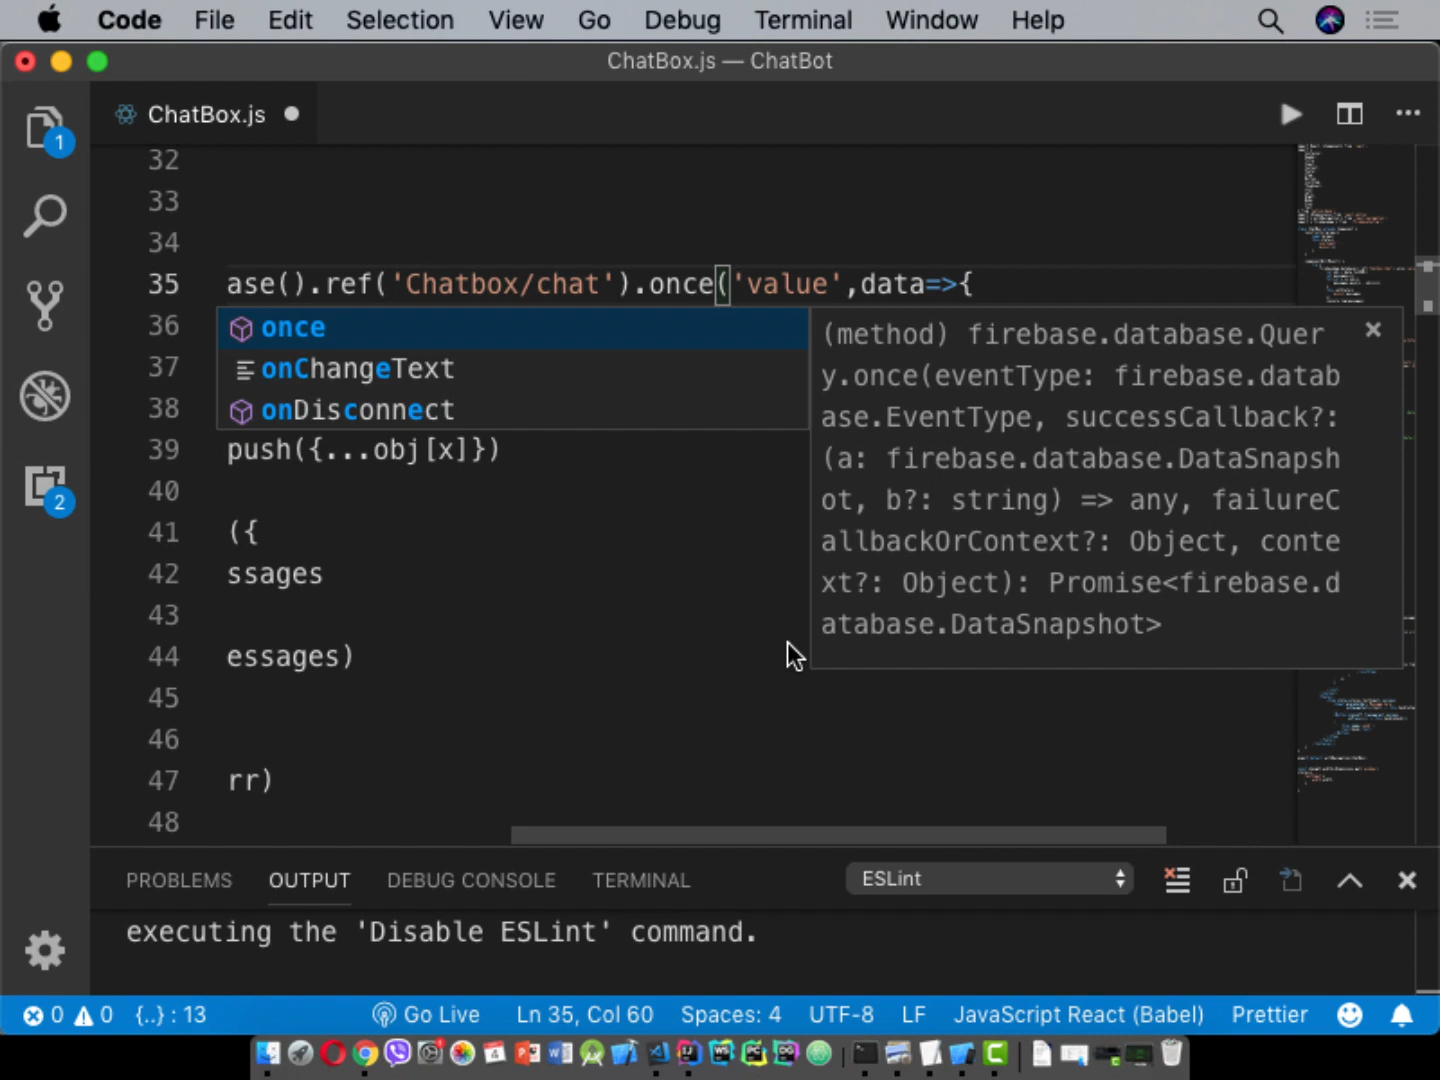 Code File Edit Selection View Go Debug Terminal Window Help
ChatBox.js — ChatBot
ChatBox.js
1
32
33
34
35 ase().ref('Chatbox/chat').once('value',data=>{
36
37
38
39 push({...obj[x]})
40
41 ({
42 ssages
43
44 essages)
45
46
47 rr)
48
once
onChangeText
onDisconnect
(method) firebase.database.Quer
y.once(eventType: firebase.datab
ase.EventType, successCallback?:
(a: firebase.database.DataSnapsh
ot, b?: string) => any, failureC
allbackOrContext?: Object, conte
xt?: Object): Promise<firebase.d
atabase.DataSnapshot>
2
PROBLEMS OUTPUT DEBUG CONSOLE TERMINAL ESLint
executing the 'Disable ESLint' command.
0 0 {..} : 13 Go Live Ln 35, Col 60 Spaces: 4 UTF-8 LF JavaScript React (Babel) Prettier